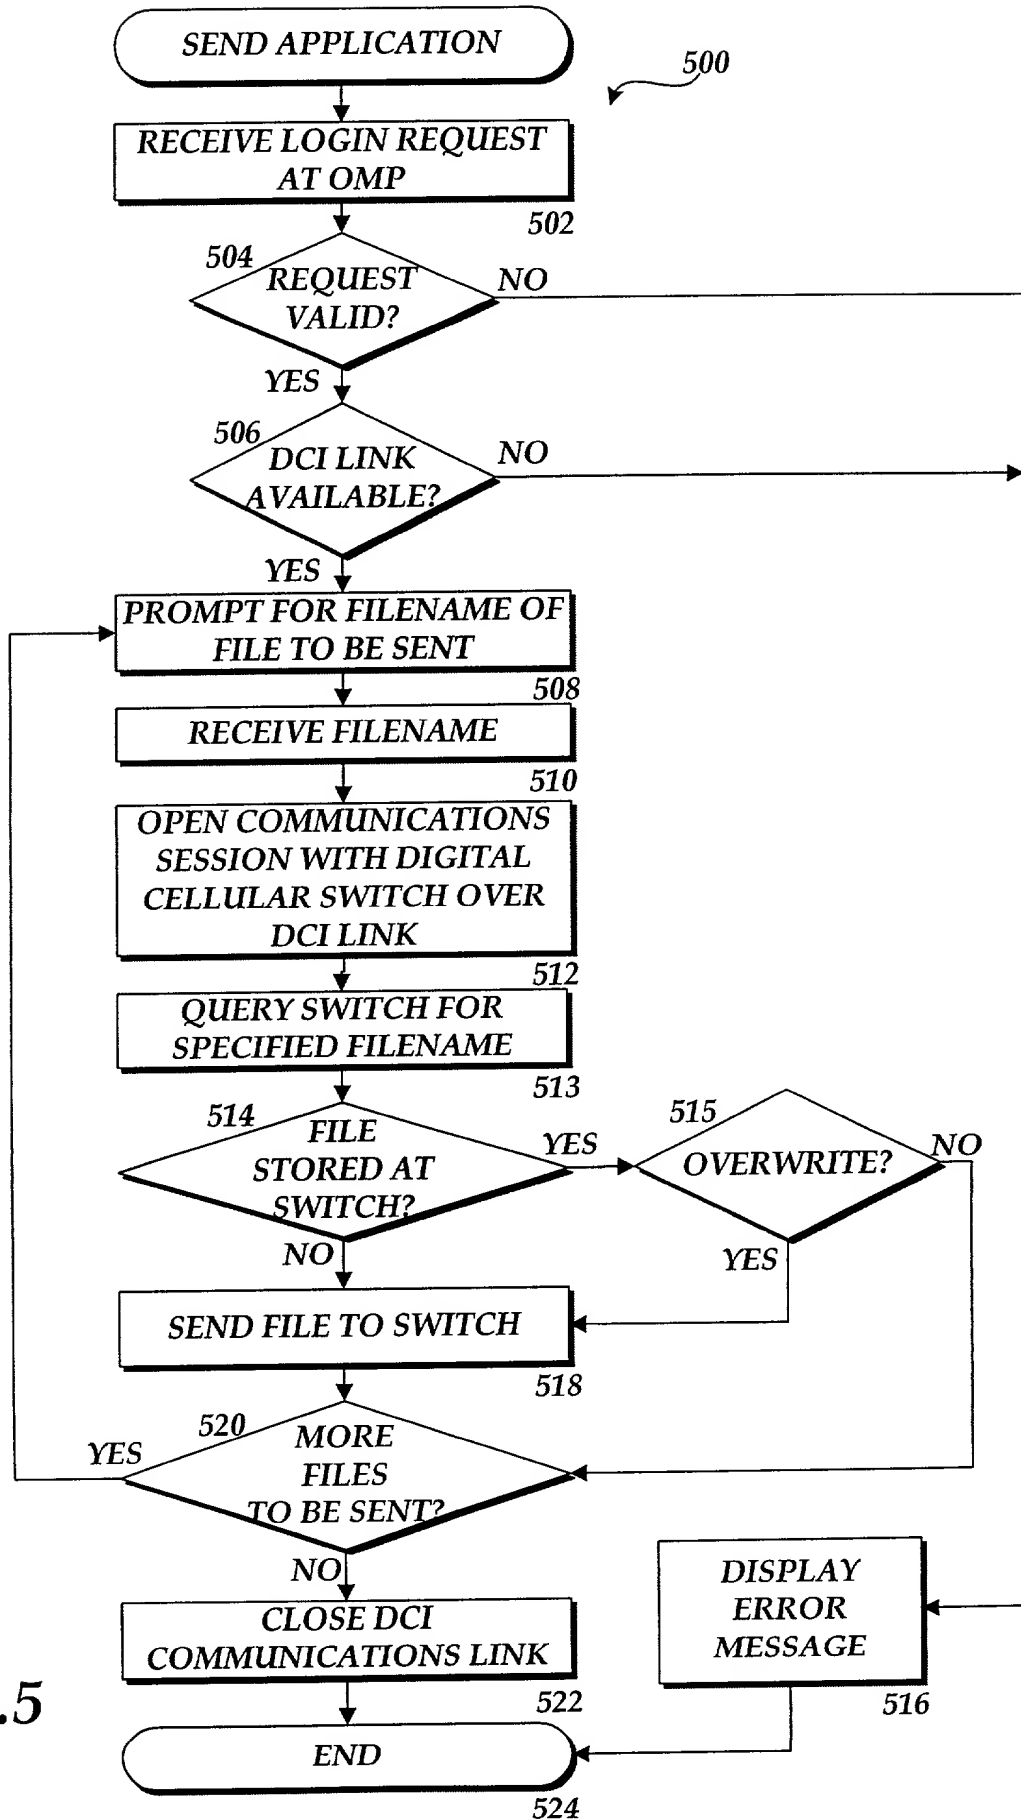 SEND APPLICATION
500
RECEIVE LOGIN REQUEST
AT OMP
502
504
REQUEST
VALID?
NO
YES
506
DCI LINK
AVAILABLE?
NO
YES
PROMPT FOR FILENAME OF
FILE TO BE SENT
508
RECEIVE FILENAME
510
OPEN COMMUNICATIONS
SESSION WITH DIGITAL
CELLULAR SWITCH OVER
DCI LINK
512
QUERY SWITCH FOR
SPECIFIED FILENAME
513
514
FILE
STORED AT
SWITCH?
YES
NO
515
OVERWRITE?
NO
YES
SEND FILE TO SWITCH
518
520
MORE
FILES
TO BE SENT?
YES
NO
CLOSE DCI
COMMUNICATIONS LINK
522
DISPLAY
ERROR
MESSAGE
516
END
524
.5